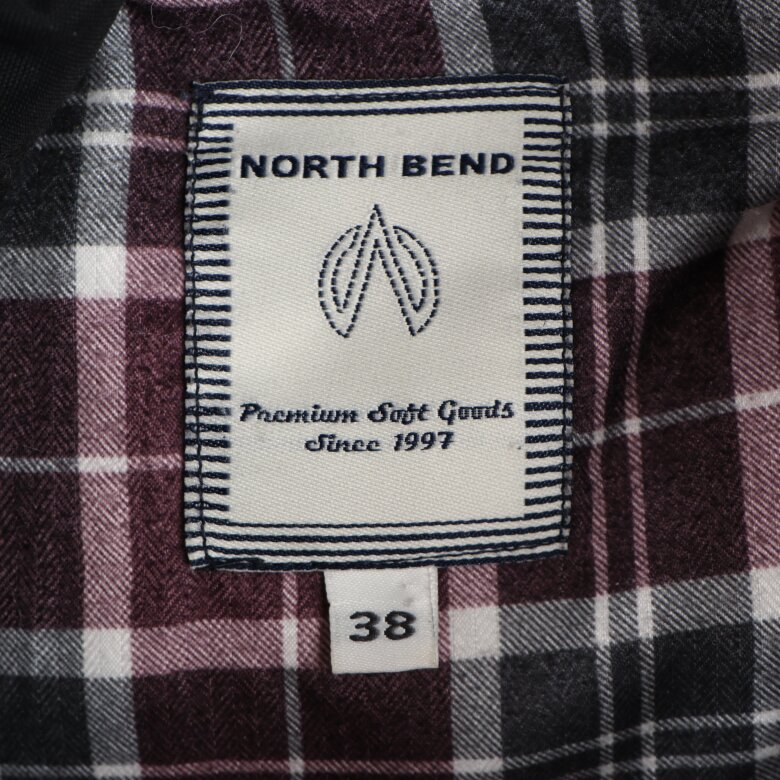 NORTH BEND
Premium Soft Goods
Since 1997
38